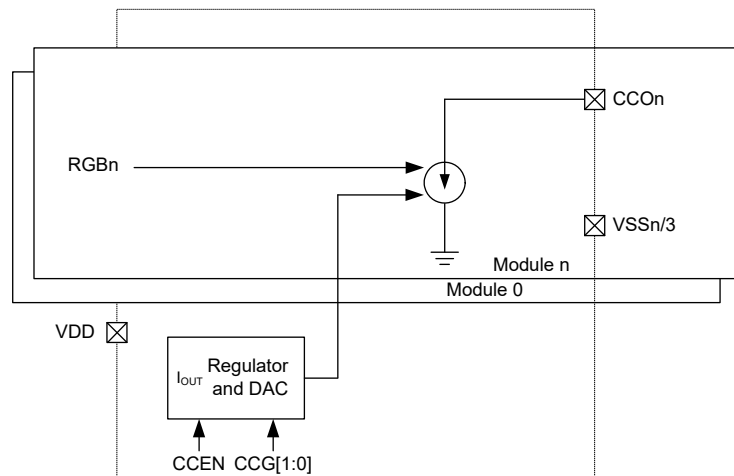 CCOn
RGBn
VSSn/3
Module n
Module 0
VDD
IOUT Regulator
and DAC
CCEN CCG[1:0]